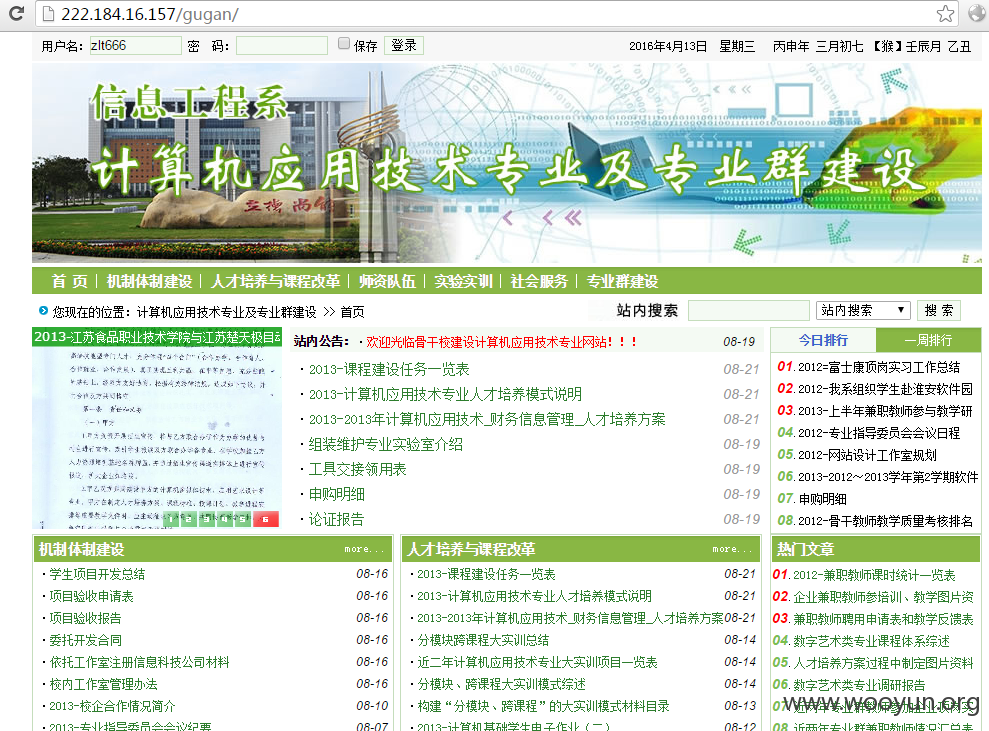 222.184.16.157/gugan/
用户名: zlt666 密 码: 保存 登录 2016年4月13日 星期三 丙申年 三月初七 【猴】壬辰月 乙丑
信息工程系
计算机应用技术专业及专业群建设
首 页 | 机制体制建设 | 人才培养与课程改革 | 师资队伍 | 实验实训 | 社会服务 | 专业群建设
您现在的位置: 计算机应用技术专业及专业群建设 >> 首页 站内搜索 站内搜索 搜 索
2013-江苏食品职业技术学院与江苏楚天极目动
1 2 3 4 5 6
站内公告: · 欢迎光临骨干校建设计算机应用技术专业网站！！！ 08-19
· 2013-课程建设任务一览表 08-21
· 2013-计算机应用技术专业人才培养模式说明 08-21
· 2013-2013年计算机应用技术_财务信息管理_人才培养方案 08-21
· 组装维护专业实验室介绍 08-19
· 工具交接领用表 08-19
· 申购明细 08-19
· 论证报告 08-19
今日排行 一周排行
01.2012=富士康顶岗实习工作总结
02.2012-我系组织学生赴淮安软件园
03.2013-上半年兼职教师参与教学研
04.2012-专业指导委员会会议日程
05.2012-网站设计工作室规划
06.2013-2012～2013学年第2学期软件
07.申购明细
08.2012-骨干教师教学质量考核排名
机制体制建设 more...
· 学生项目开发总结 08-16
· 项目验收申请表 08-16
· 项目验收报告 08-16
· 委托开发合同 08-16
· 依托工作室注册信息科技公司材料 08-16
· 校内工作室管理办法 08-16
· 2013-校企合作情况简介 08-10
· 2013-专业指导委员会会议纪要 08-07
人才培养与课程改革 more...
· 2013-课程建设任务一览表 08-21
· 2013-计算机应用技术专业人才培养模式说明 08-21
· 2013-2013年计算机应用技术_财务信息管理_人才培养方案 08-21
· 分模块跨课程大实训总结 08-14
· 近二年计算机应用技术专业大实训项目一览表 08-14
· 分模块、跨课程大实训模式综述 08-14
· 构建“分模块、跨课程”的大实训模式材料目录 08-13
· 2013-计算机基础学生电子作业（二） 08-12
热门文章
01.2012-兼职教师课时统计一览表
02.企业兼职教师参培训、教学图片资
03.兼职教师聘用申请表和教学反馈表
04.数字艺术类专业课程体系综述
05.人才培养方案过程中制定图片资料
06.数字艺术类专业调研报告
07.近两年专业群教师参加企业顶岗实
08.近两年专业群兼职教师情况汇总表
www.wooyun.org